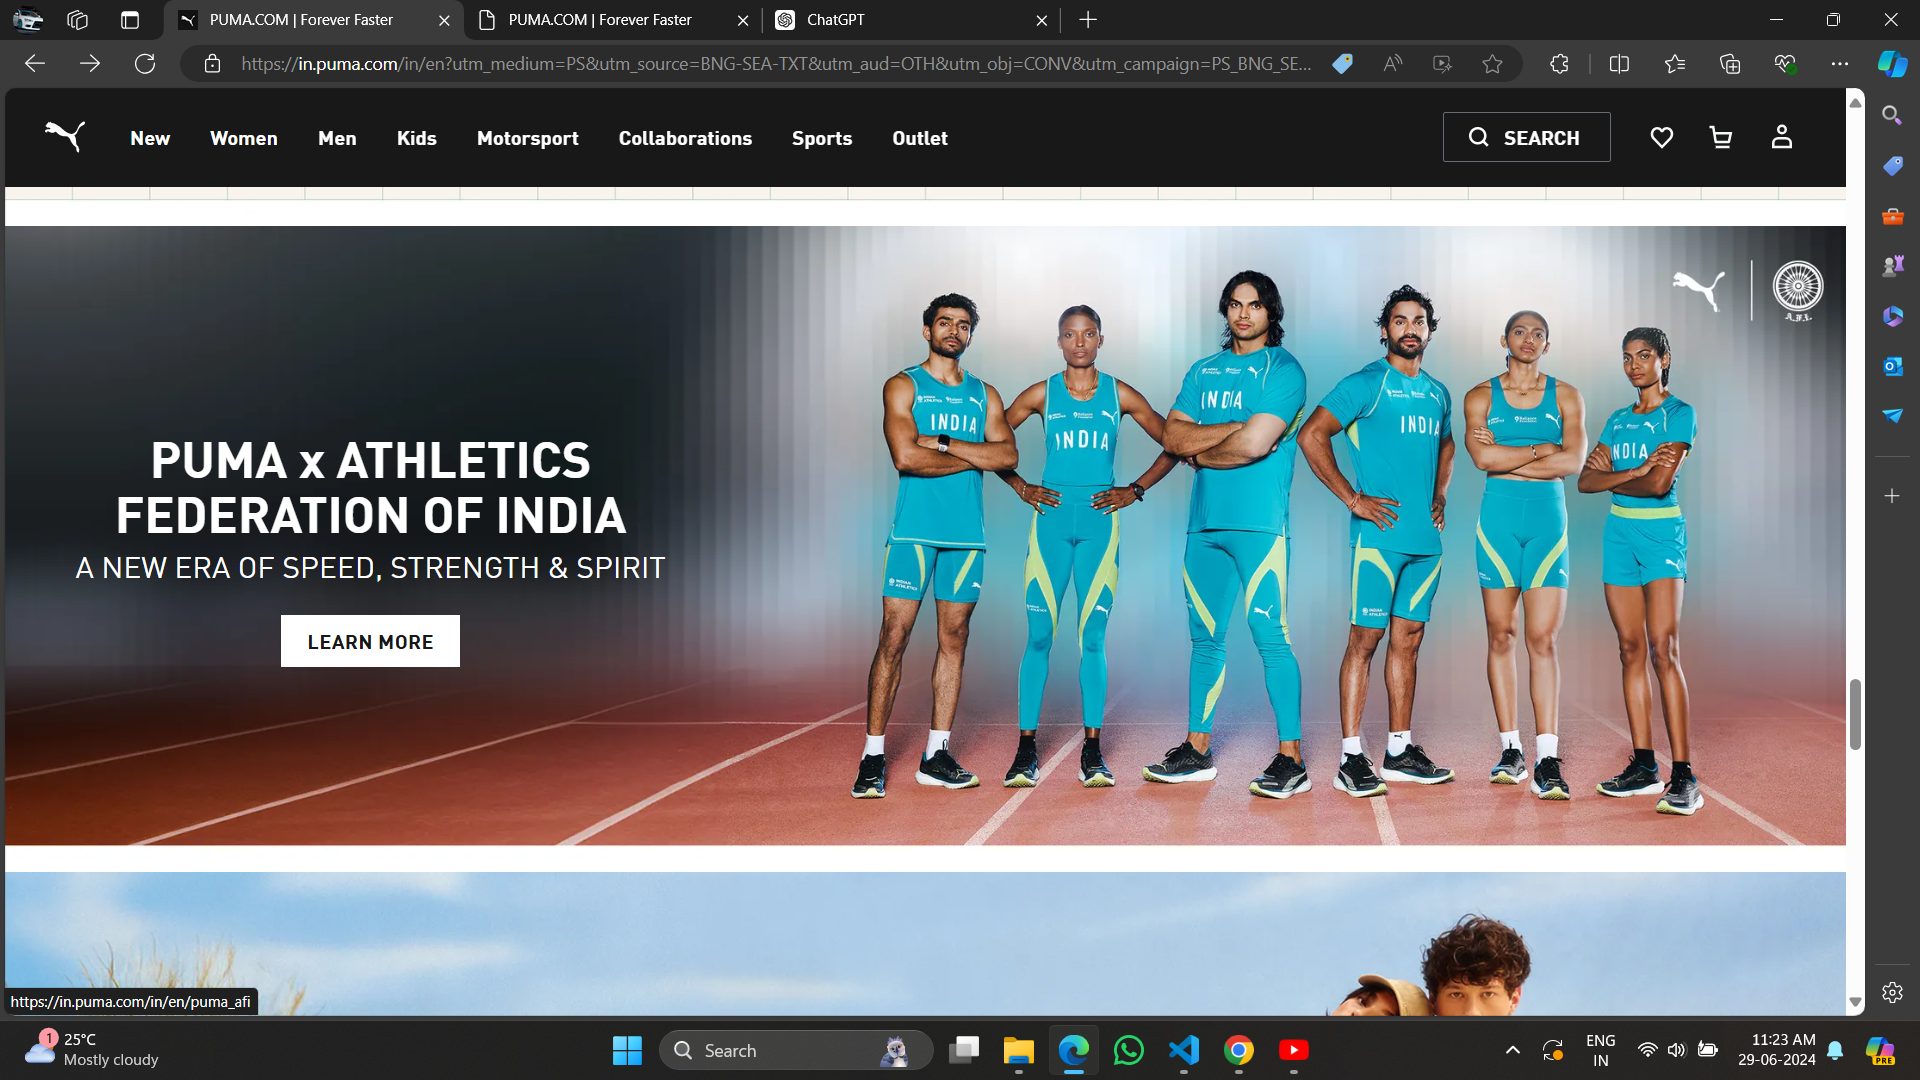 PUMA.COM | Forever Faster
PUMA.COM | Forever Faster
ChatGPT
https://in.puma.com/in/en?utm_medium=PS&utm_source=BNG-SEA-TXT&utm_aud=OTH&utm_obj=CONV&utm_campaign=PS_BNG_SE...
New Women Men Kids Motorsport Collaborations Sports Outlet
SEARCH
A.F.I.
INDIA
INDIA
INDIA
INDIA
INDIA
PUMA x ATHLETICS
FEDERATION OF INDIA
A NEW ERA OF SPEED, STRENGTH & SPIRIT
LEARN MORE
https://in.puma.com/in/en/puma_afi
1
25°C
Mostly cloudy
Search
ENG
IN
11:23 AM
29-06-2024
PRE